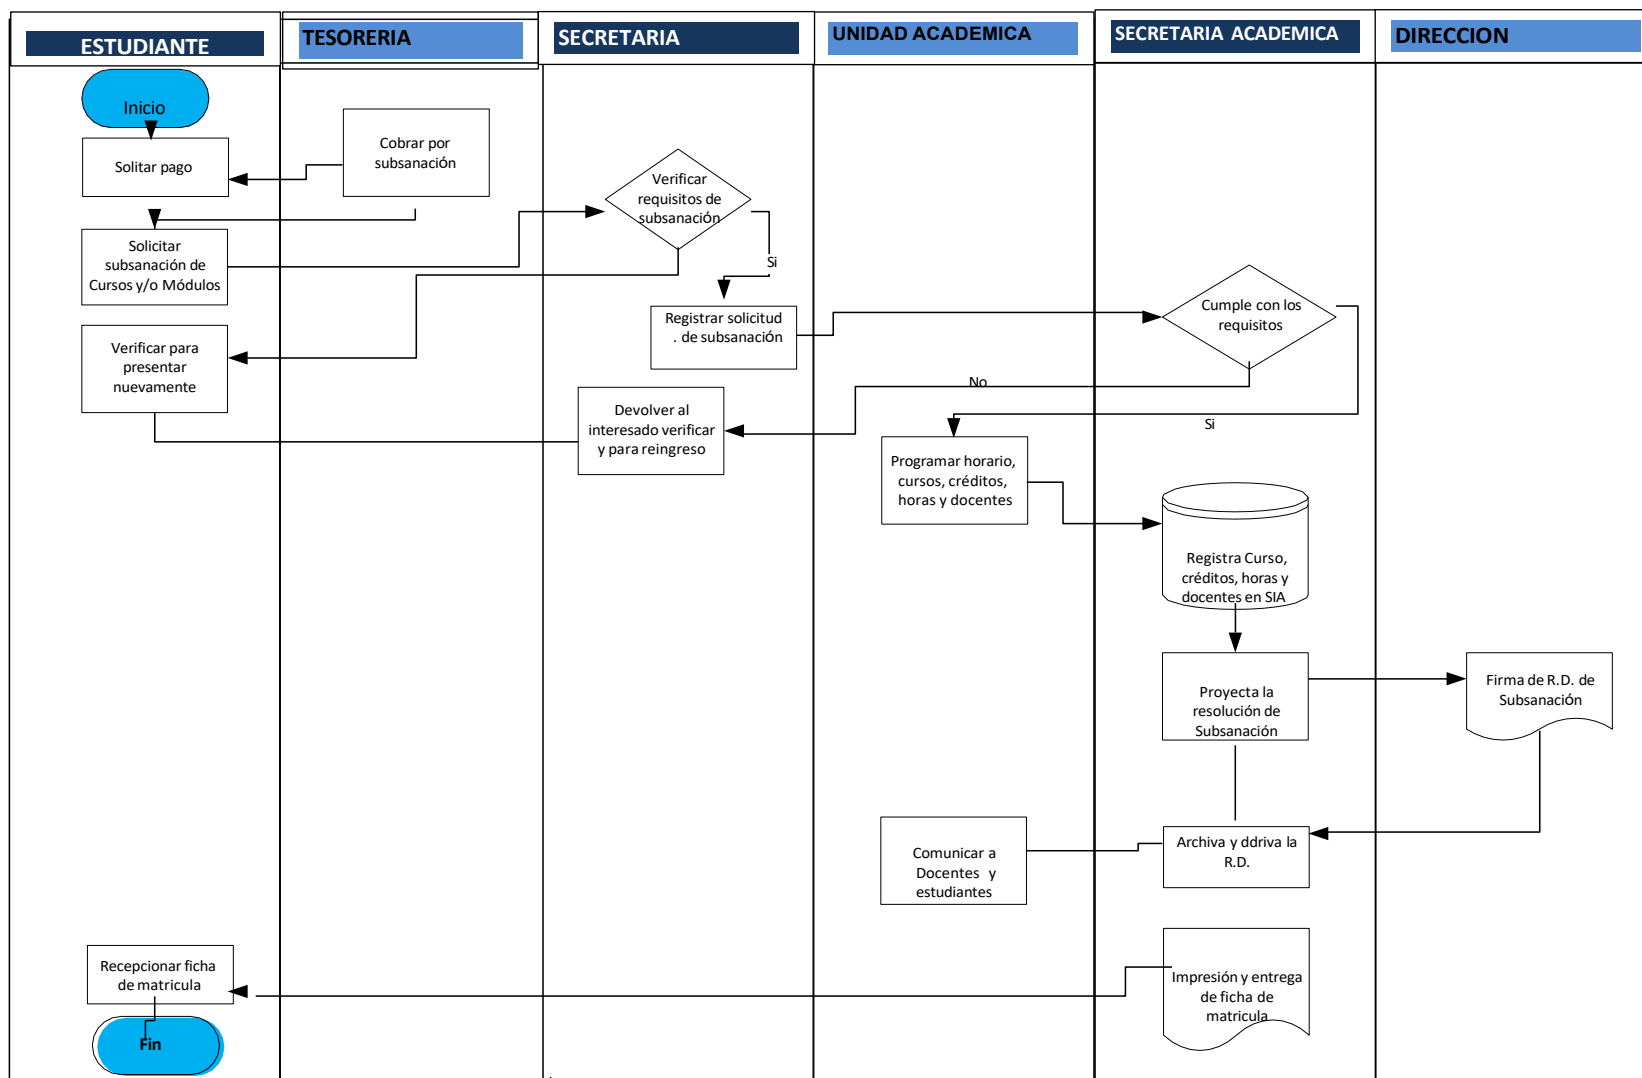 ESTUDIANTE
TESORERIA
SECRETARIA
UNIDAD ACADEMICA
SECRETARIA ACADEMICA
DIRECCION
Inicio
Solitar pago
Cobrar por
subsanación
Verificar
requisitos de
subsanación
Solicitar
subsanación de
Cursos y/o Módulos
Si
Registrar solicitud
. de subsanación
Cumple con los
requisitos
Verificar para
presentar
nuevamente
No
Si
Devolver al
interesado verificar
y para reingreso
Programar horario,
cursos, créditos,
horas y docentes
Registra Curso,
créditos, horas y
docentes en SIA
Proyecta la
resolución de
Subsanación
Firma de R.D. de
Subsanación
Comunicar a
Docentes y
estudiantes
Archiva y ddriva la
R.D.
Recepcionar ficha
de matricula
Impresión y entrega
de ficha de
matricula
Fin